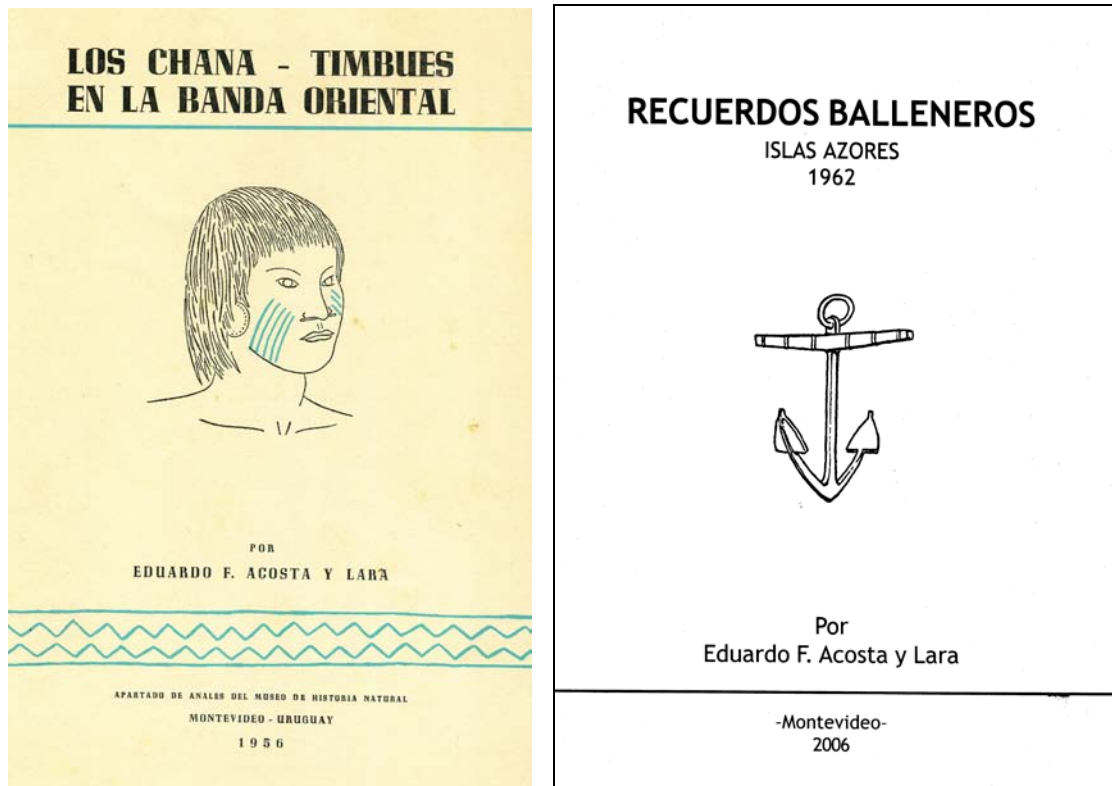 LOS CHANA - TIMBUES
EN LA BANDA ORIENTAL
POR
EDUARDO F. ACOSTA Y LARA
APARTADO DE ANALES DEL MUSEO DE HISTORIA NATURAL
MONTEVIDEO - URUGUAY
1956
RECUERDOS BALLENEROS
ISLAS AZORES
1962
Por
Eduardo F. Acosta y Lara
-Montevideo-
2006